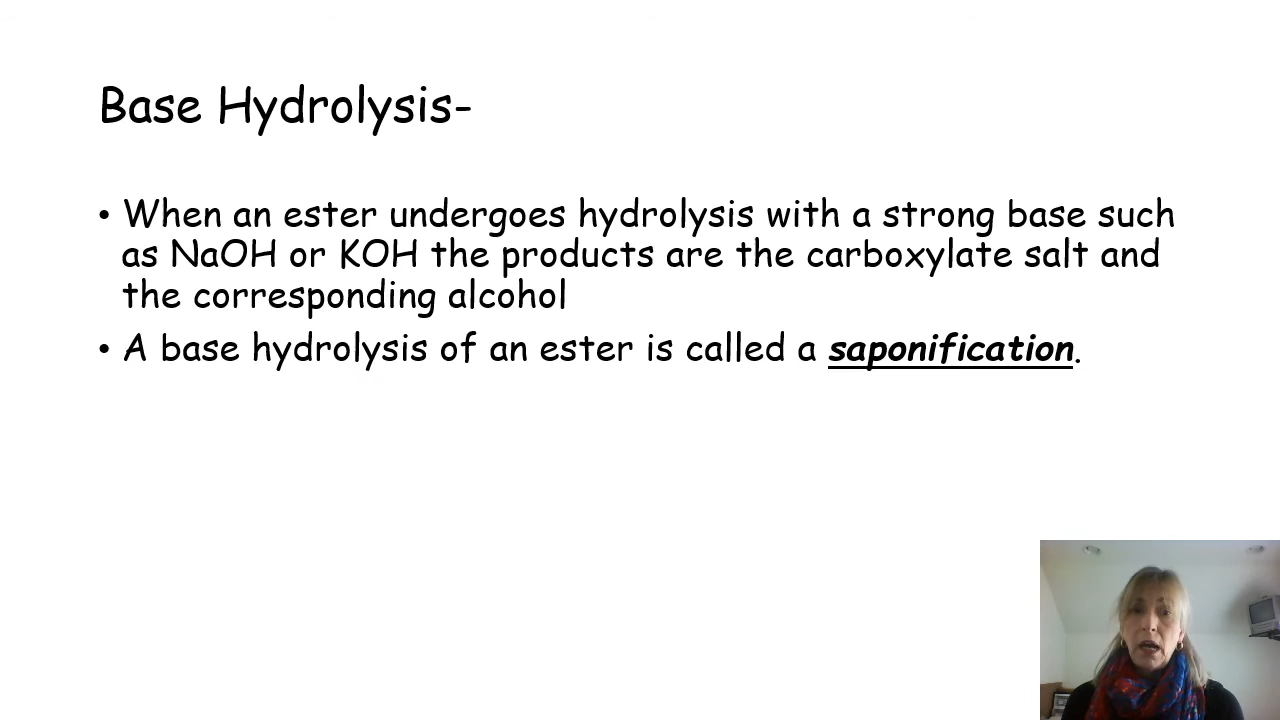 Base Hydrolysis-
• When an ester undergoes hydrolysis with a strong base such
as NaOH or KOH the products are the carboxylate salt and
the corresponding alcohol
• A base hydrolysis of an ester is called a saponification.